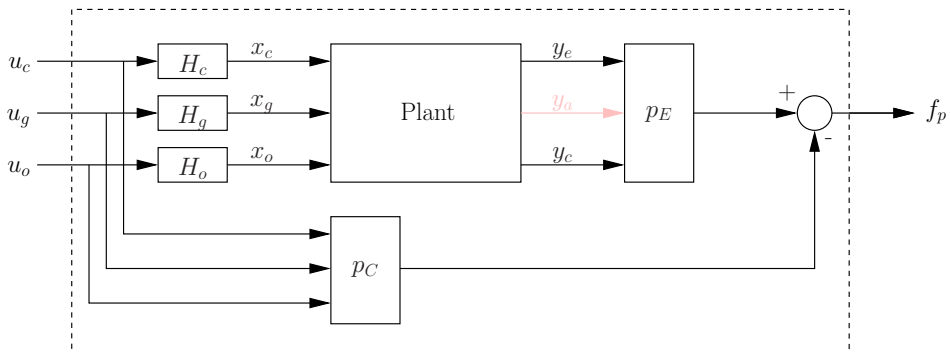 u_c
H_c
x_c
y_e
u_g
H_g
x_g
Plant
y_a
p_E
+
f_p
u_o
H_o
x_o
y_c
-
p_C